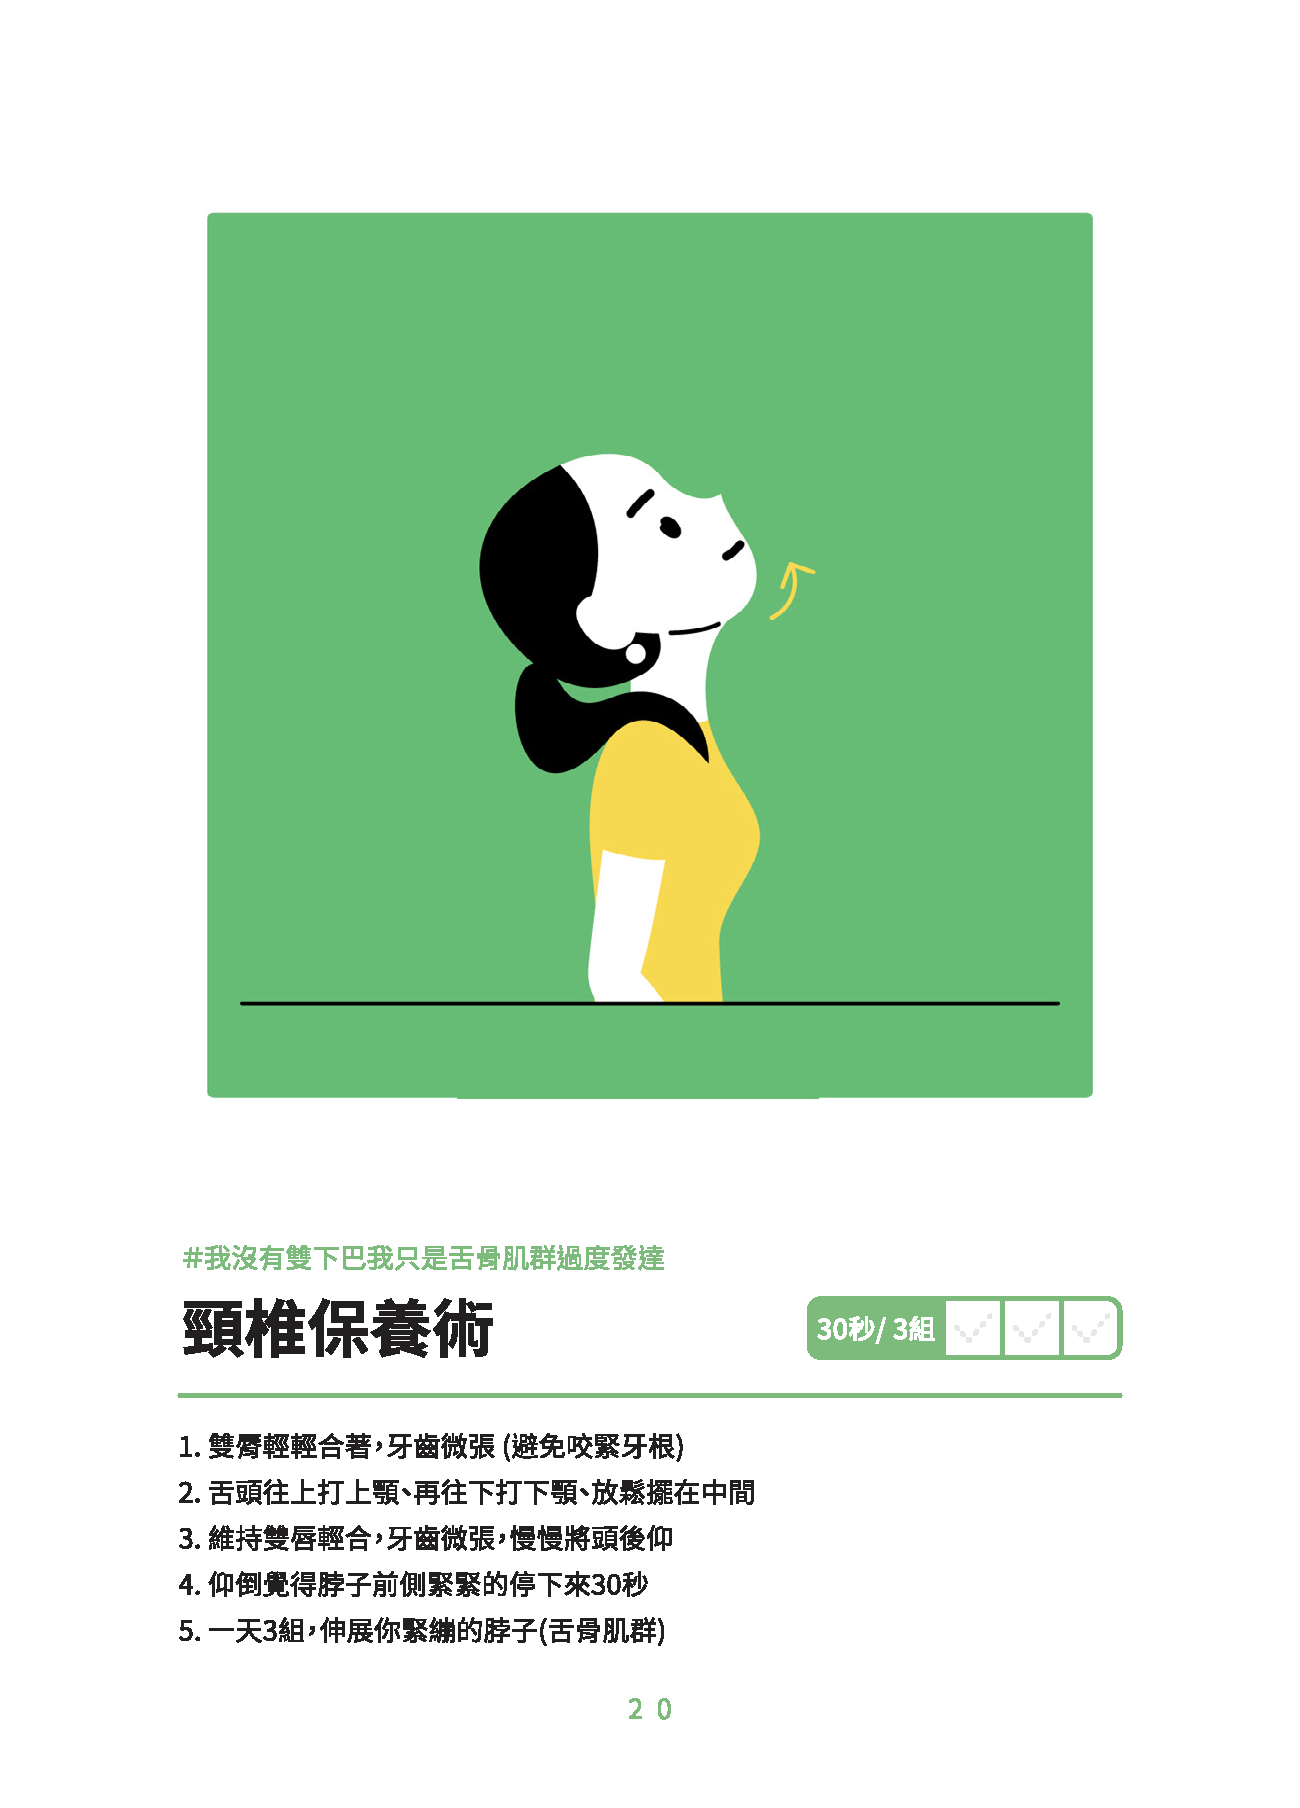 #我沒有雙下巴我只是舌骨肌群過度發達
頸椎保養術
30秒/ 3組
1. 雙脣輕輕合著，牙齒微張 (避免咬緊牙根)
2. 舌頭往上打上顎、再往下打下顎、放鬆擺在中間
3. 維持雙唇輕合，牙齒微張，慢慢將頭後仰
4. 仰倒覺得脖子前側緊緊的停下來30秒
5. 一天3組，伸展你緊繃的脖子(舌骨肌群)
20